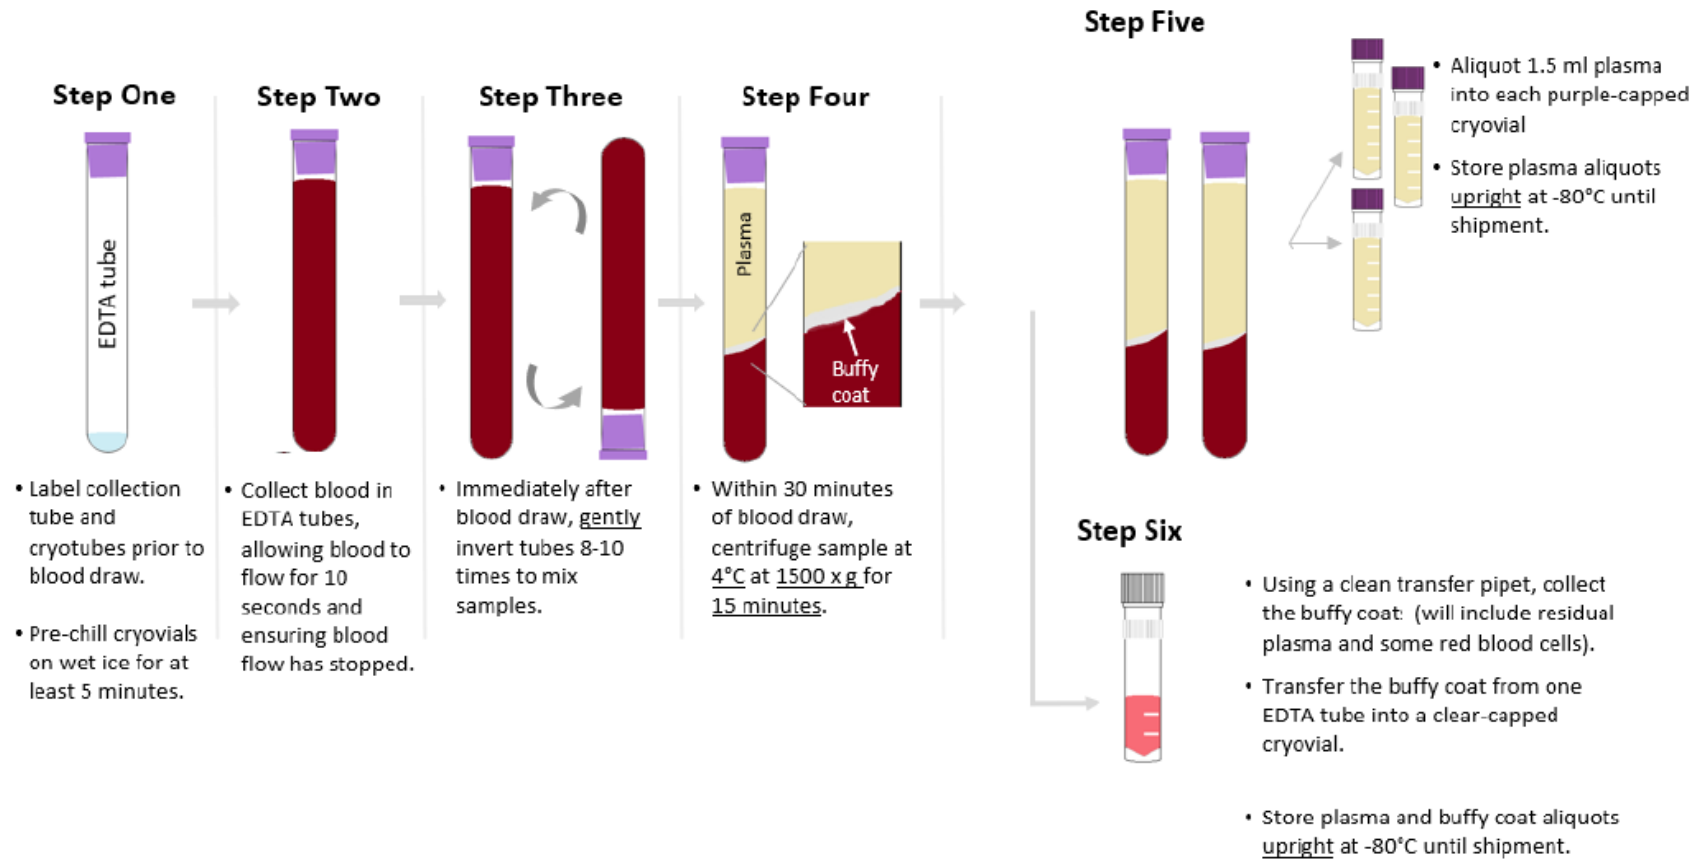 Step One
EDTA tube
• Label collection
tube and
cryotubes prior to
blood draw.
• Pre-chill cryovials
on wet ice for at
least 5 minutes.
Step Two
• Collect blood in
EDTA tubes,
allowing blood to
flow for 10
seconds and
ensuring blood
flow has stopped.
Step Three
• Immediately after
blood draw, gently
invert tubes 8-10
times to mix
samples.
Step Four
Plasma
Buffy
coat
• Within 30 minutes
of blood draw,
centrifuge sample at
4°C at 1500 x g for
15 minutes.
Step Five
• Aliquot 1.5 ml plasma
into each purple-capped
cryovial
• Store plasma aliquots
upright at -80°C until
shipment.
Step Six
• Using a clean transfer pipet, collect
the buffy coat: (will include residual
plasma and some red blood cells).
• Transfer the buffy coat from one
EDTA tube into a clear-capped
cryovial.
• Store plasma and buffy coat aliquots
upright at -80°C until shipment.